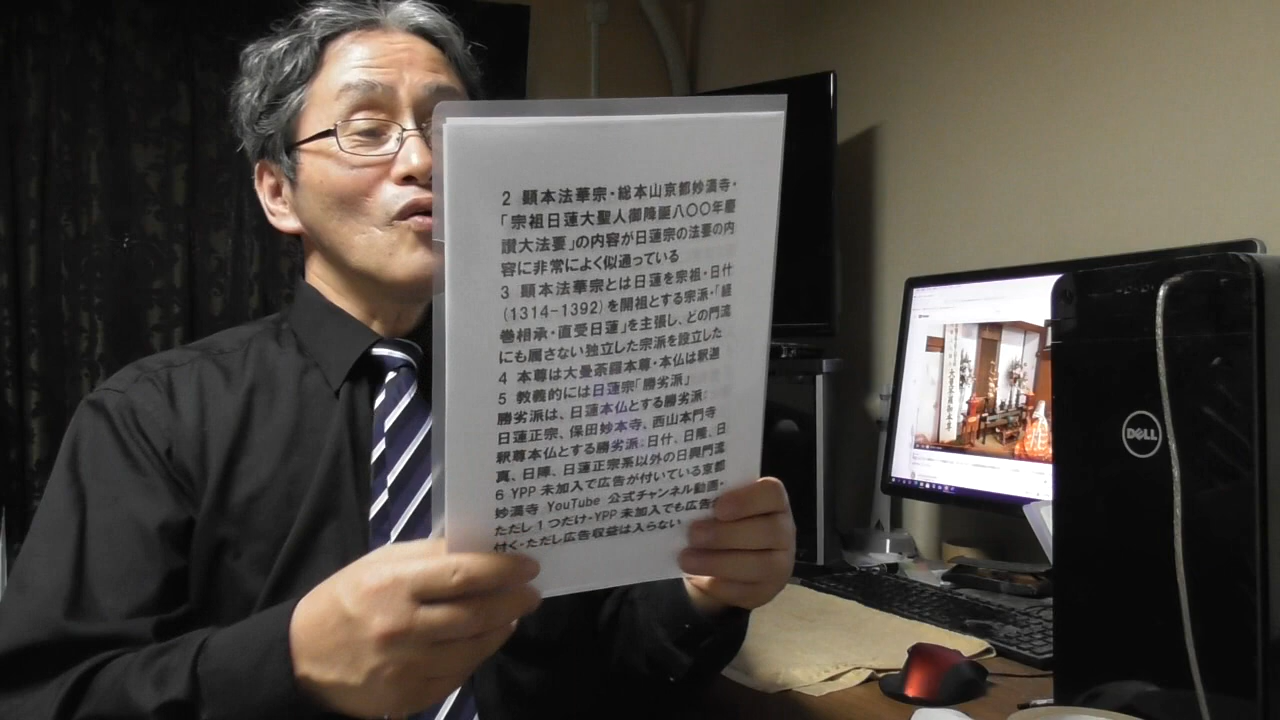 2 顕本法華宗・総本山京都妙満寺・
「宗祖日蓮大聖人御降誕八〇〇年慶
讃大法要」の内容が日蓮宗の法要の内
容に非常によく似通っている
3 顕本法華宗とは日蓮を宗祖・日什
(1314-1392)を開祖とする宗派・「経
巻相承・直受日蓮」を主張し、どの門流
にも属さない独立した宗派を設立した
4 本尊は大曼荼羅本尊・本仏は釈迦
5 教義的には日蓮宗「勝劣派」
勝劣派は、日蓮本仏とする勝劣派:
日蓮正宗、保田妙本寺、西山本門寺
釈尊本仏とする勝劣派:日什、日隆、日
真、日陣、日蓮正宗系以外の日興門流
6 YPP 未加入で広告が付いている京都
妙満寺 YouTube 公式チャンネル動画・
ただし1つだけ・YPP 未加入でも広告が
付く・ただし広告収益は入らない
大曼荼羅御本尊
DELL